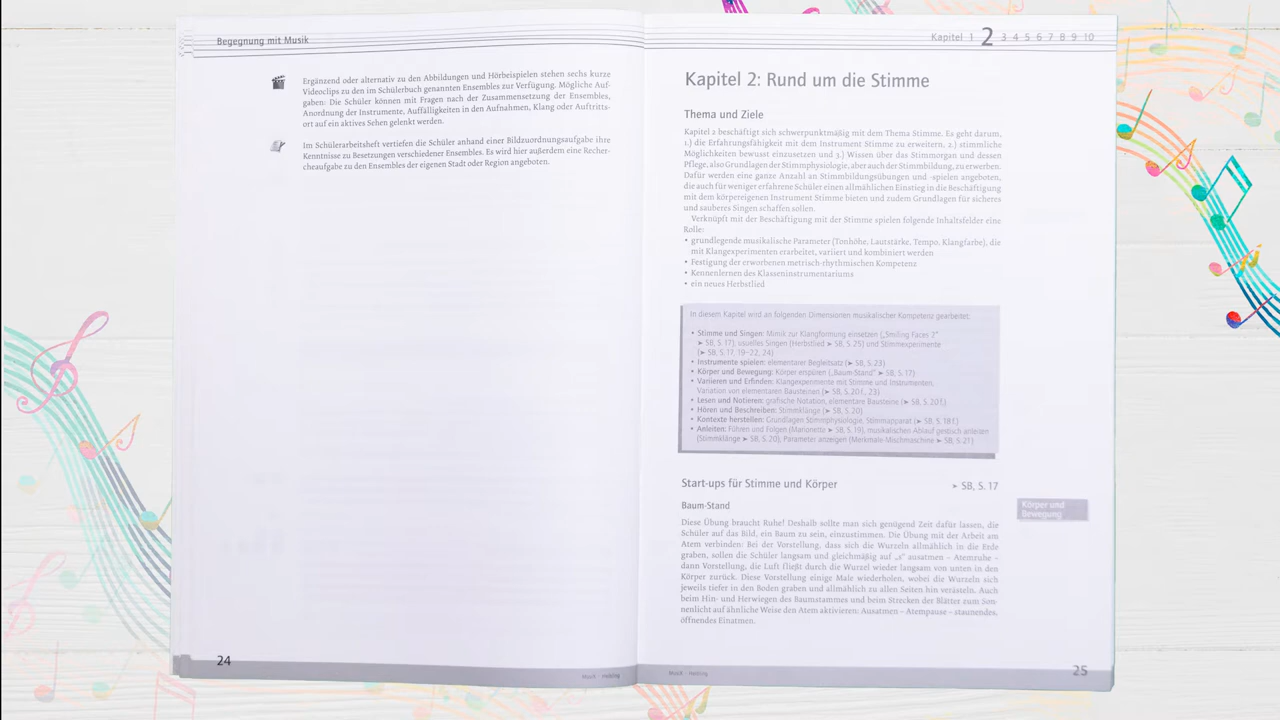 Begegnung mit Musik
Ergänzend oder alternativ zu den Abbildungen und Hörbeispielen stehen sechs kurze
Videoclips zu den im Schülerbuch genannten Ensembles zur Verfügung. Mögliche Auf-
gaben: Die Schüler können mit Fragen nach der Zusammensetzung der Ensembles,
Anordnung der Instrumente, Auffälligkeiten in den Aufnahmen, Klang oder Auftritts-
ort auf ein aktives Sehen gelenkt werden.
Im Schülerarbeitsheft vertiefen die Schüler anhand einer Bildzuordnungsaufgabe ihre
Kenntnisse zu Besetzungen verschiedener Ensembles. Es wird hier außerdem eine Recher-
cheaufgabe zu den Ensembles der eigenen Stadt oder Region angeboten.
24
Musik · Helbling
Kapitel 1 2 3 4 5 6 7 8 9 10
Kapitel 2: Rund um die Stimme
Thema und Ziele
Kapitel 2 beschäftigt sich schwerpunktmäßig mit dem Thema Stimme. Es geht darum,
1.) die Erfahrungsfähigkeit mit dem Instrument Stimme zu erweitern, 2.) stimmliche
Möglichkeiten bewusst einzusetzen und 3.) Wissen über das Stimmorgan und dessen
Pflege, also Grundlagen der Stimmphysiologie, aber auch der Stimmbildung, zu erwerben.
Dafür werden eine ganze Anzahl an Stimmbildungsübungen und -spielen angeboten,
die auch für weniger erfahrene Schüler einen allmählichen Einstieg in die Beschäftigung
mit dem körpereigenen Instrument Stimme bieten und zudem Grundlagen für sicheres
und sauberes Singen schaffen sollen.
Verknüpft mit der Beschäftigung mit der Stimme spielen folgende Inhaltsfelder eine
Rolle:
• grundlegende musikalische Parameter (Tonhöhe, Lautstärke, Tempo, Klangfarbe), die
mit Klangexperimenten erarbeitet, variiert und kombiniert werden
• Festigung der erworbenen metrisch-rhythmischen Kompetenz
• Kennenlernen des Klasseninstrumentariums
• ein neues Herbstlied
In diesem Kapitel wird an folgenden Dimensionen musikalischer Kompetenz gearbeitet:
• Stimme und Singen: Mimik zur Klangformung einsetzen („Smiling Faces 2"
➤ SB, S. 17), usuelles Singen (Herbstlied ➤ SB, S. 25) und Stimmexperimente
(➤ SB, S. 17, 19–22, 24)
• Instrumente spielen: elementarer Begleitsatz (➤ SB, S. 23)
• Körper und Bewegung: Körper erspüren („Baum-Stand" ➤ SB, S. 17)
• Variieren und Erfinden: Klangexperimente mit Stimme und Instrumenten,
Variation von elementaren Bausteinen (➤ SB, S. 20f., 23)
• Lesen und Notieren: grafische Notation, elementare Bausteine (➤ SB, S. 20f.)
• Hören und Beschreiben: Stimmklänge (➤ SB, S. 20)
• Kontexte herstellen: Grundlagen Stimmphysiologie, Stimmapparat (➤ SB, S. 18f.)
• Anleiten: Führen und Folgen (Marionette ➤ SB, S. 19), musikalischen Ablauf gestisch anleiten
(Stimmklänge ➤ SB, S. 20), Parameter anzeigen (Merkmale-Mischmaschine ➤ SB, S. 21)
Start-ups für Stimme und Körper ➤ SB, S. 17
Baum-Stand
Körper und
Bewegung
Diese Übung braucht Ruhe! Deshalb sollte man sich genügend Zeit dafür lassen, die
Schüler auf das Bild, ein Baum zu sein, einzustimmen. Die Übung mit der Arbeit am
Atem verbinden: Bei der Vorstellung, dass sich die Wurzeln allmählich in die Erde
graben, sollen die Schüler langsam und gleichmäßig auf „s" ausatmen – Atemruhe –
dann Vorstellung, die Luft fließt durch die Wurzel wieder langsam von unten in den
Körper zurück. Diese Vorstellung einige Male wiederholen, wobei die Wurzeln sich
jeweils tiefer in den Boden graben und allmählich zu allen Seiten hin verästeln. Auch
beim Hin- und Herwiegen des Baumstammes und beim Strecken der Blätter zum Son-
nenlicht auf ähnliche Weise den Atem aktivieren: Ausatmen – Atempause – staunendes,
öffnendes Einatmen.
Musik · Helbling
25